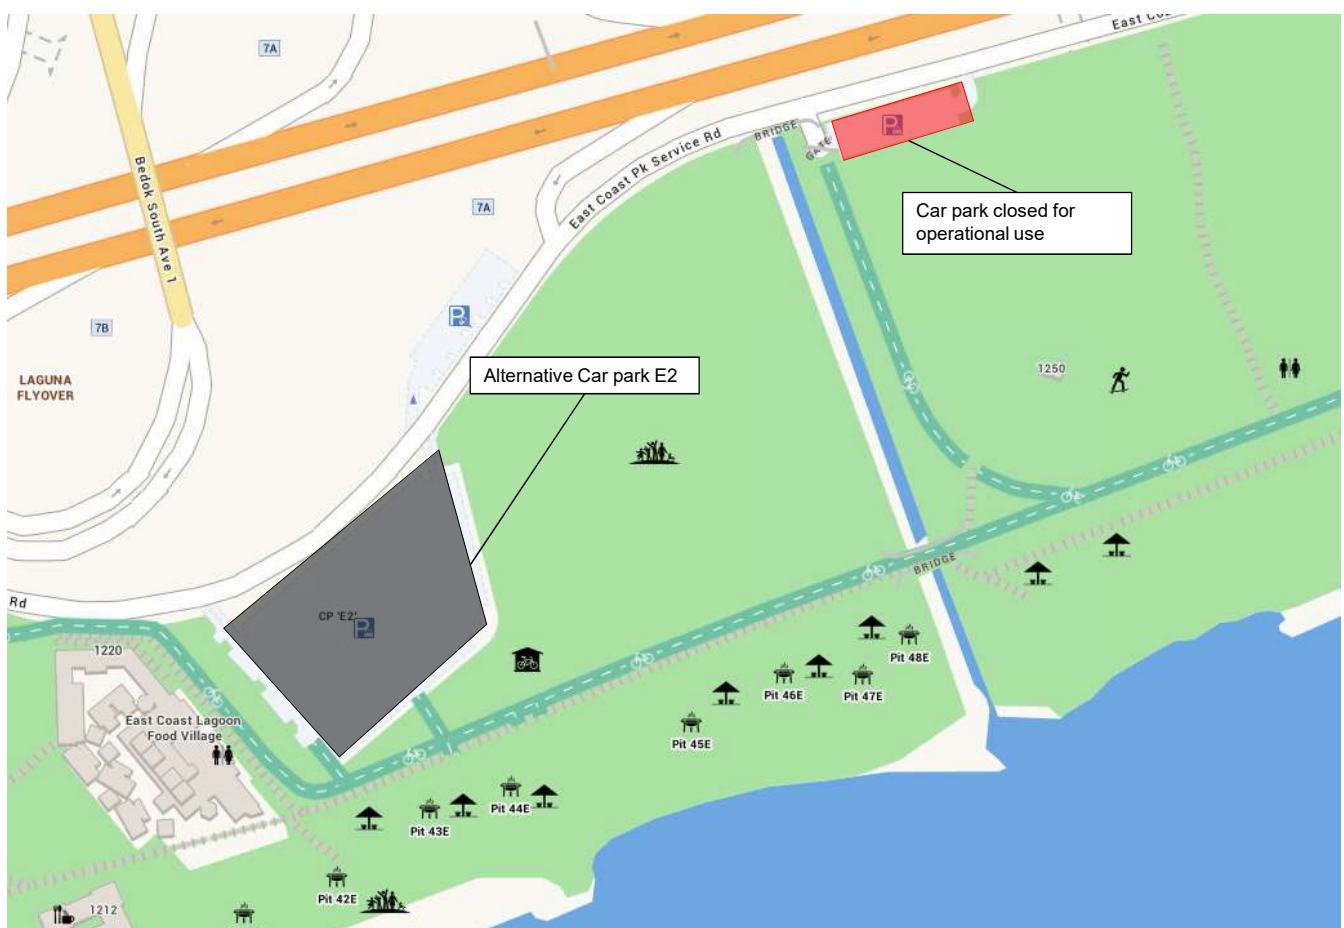 East Co
7A
BRIDGE
GATE
East Coast Pk Service Rd
Bedok South Ave 1
7A
Car park closed for
operational use
7B
LAGUNA
FLYOVER
Alternative Car park E2
1250
BRIDGE
Rd
CP 'E2'
1220
East Coast Lagoon
Food Village
Pit 48E
Pit 46E
Pit 47E
Pit 45E
Pit 44E
Pit 43E
Pit 42E
1212